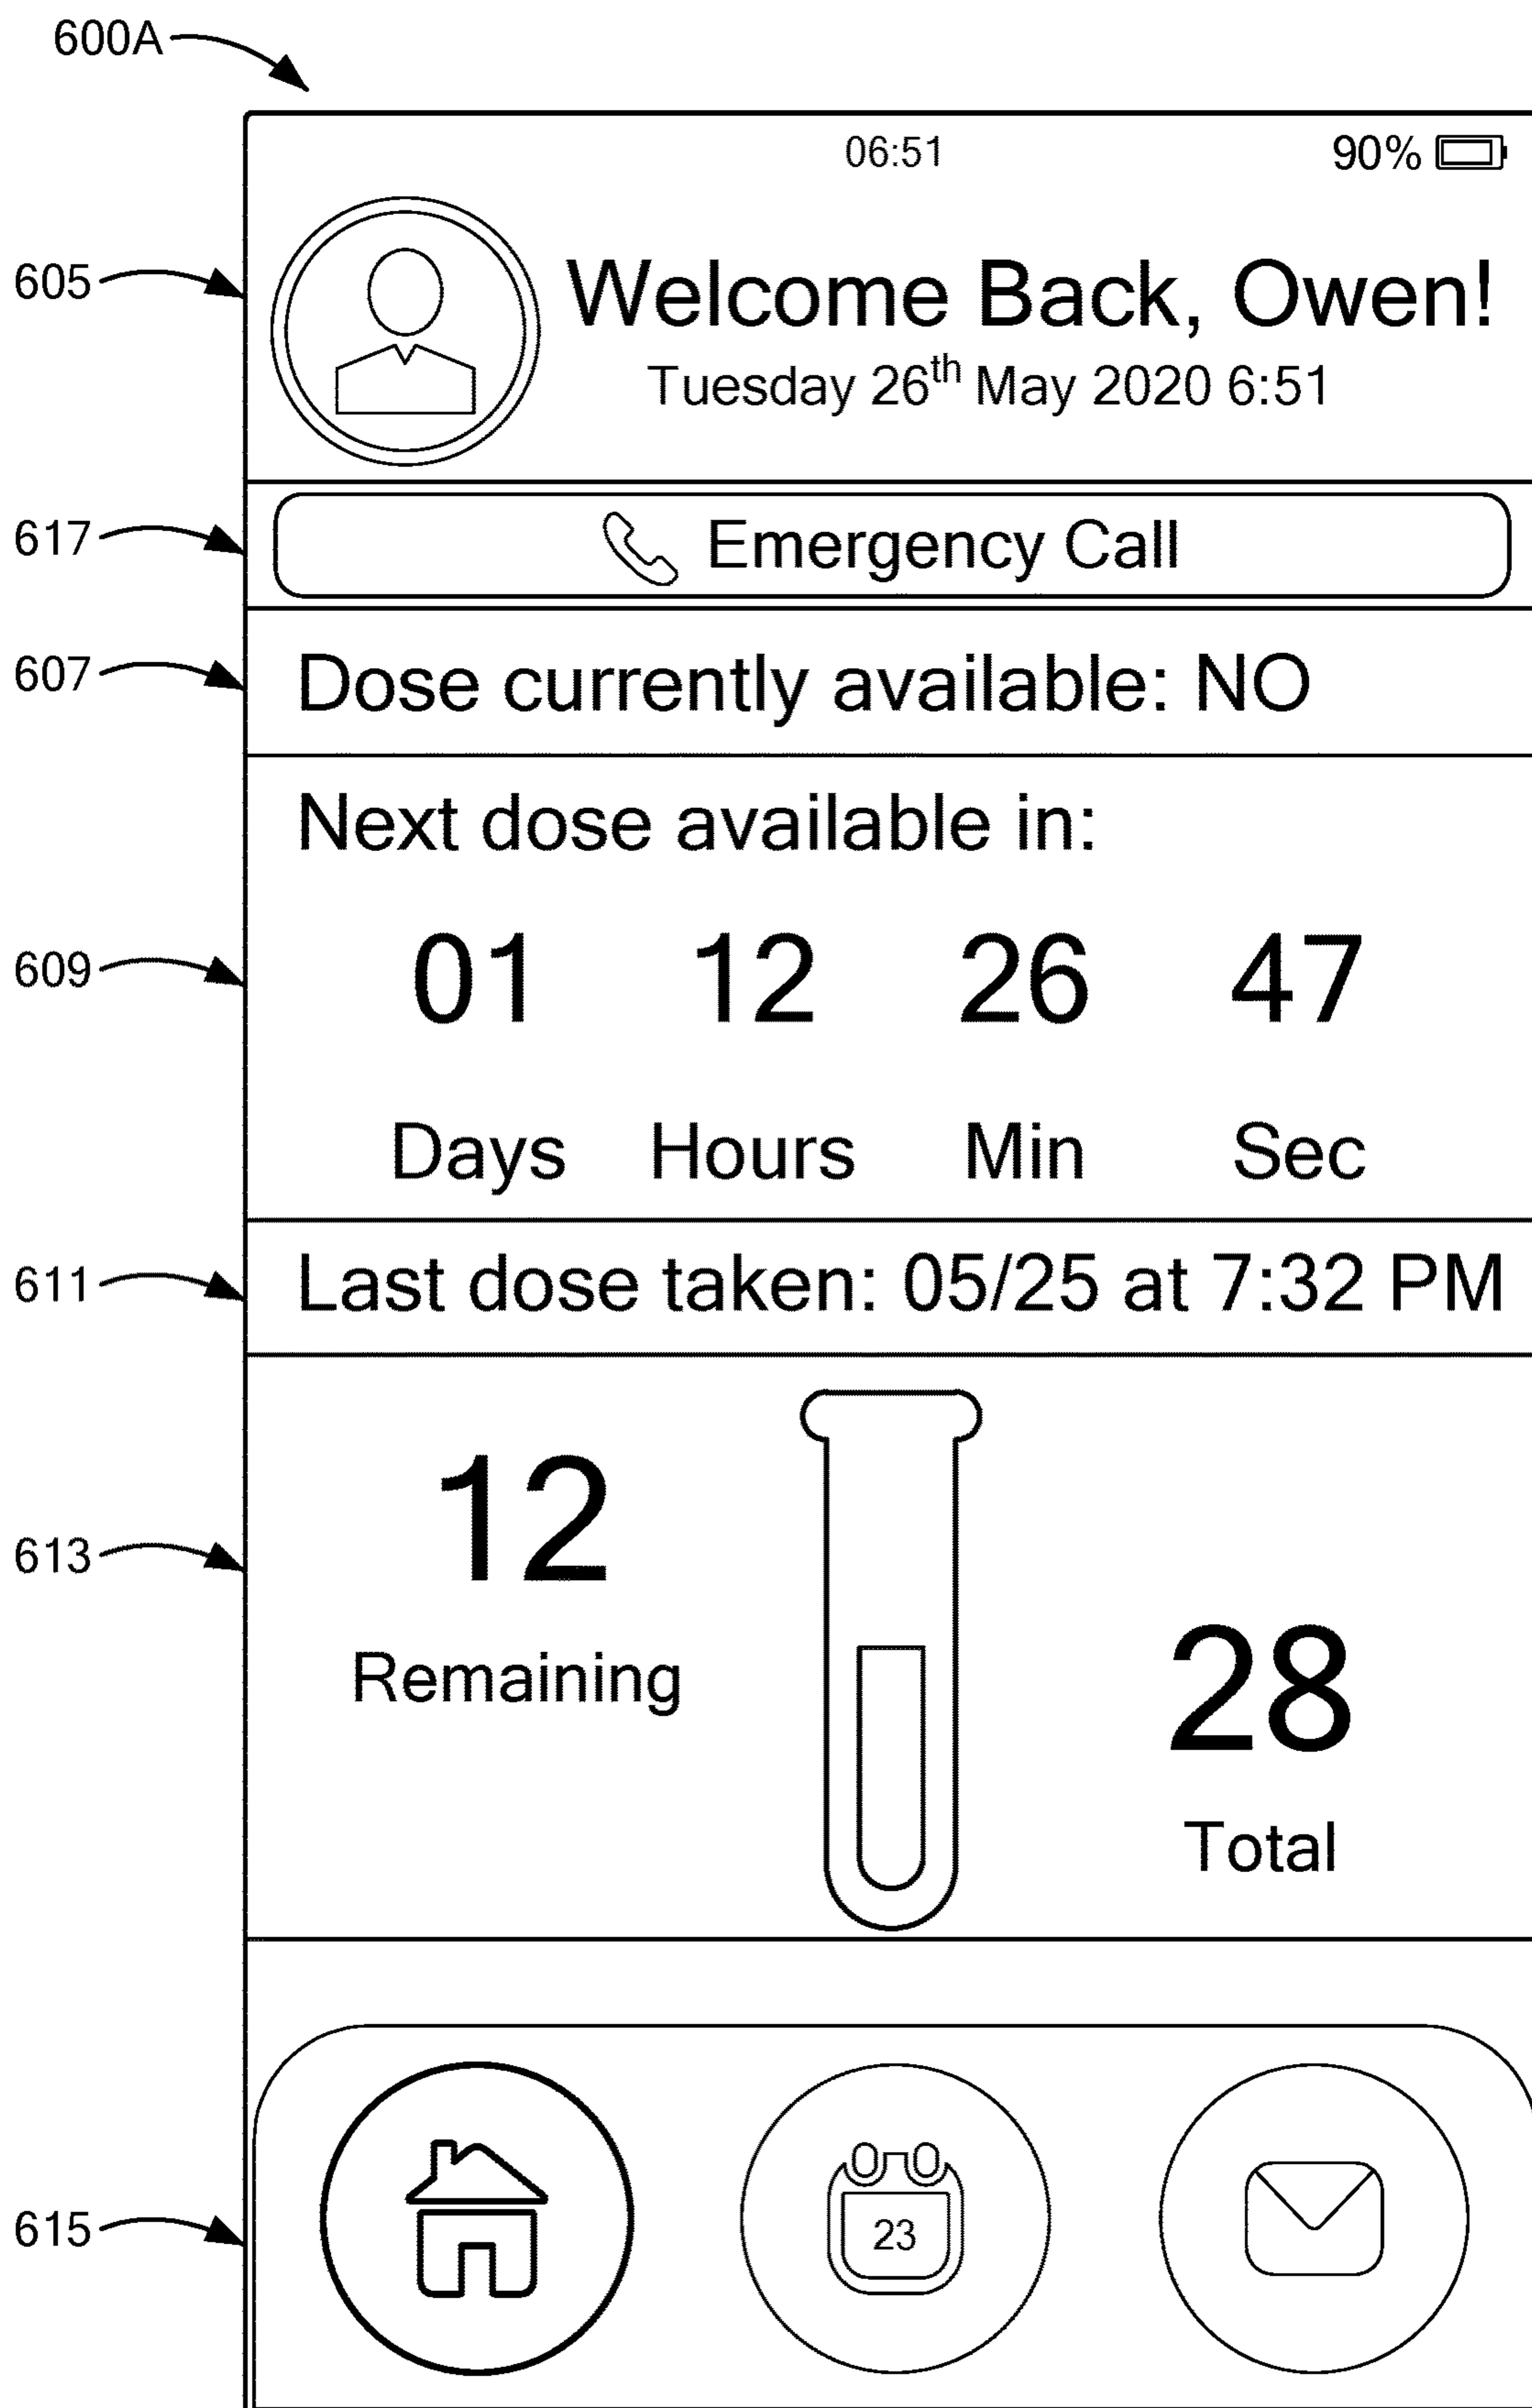 600A
06:51 90%
605
Welcome Back, Owen!
Tuesday 26th May 2020 6:51
617
Emergency Call
607
Dose currently available: NO
Next dose available in:
609
01 12 26 47
Days Hours Min Sec
611
Last dose taken: 05/25 at 7:32 PM
613
12
Remaining
28
Total
615
23